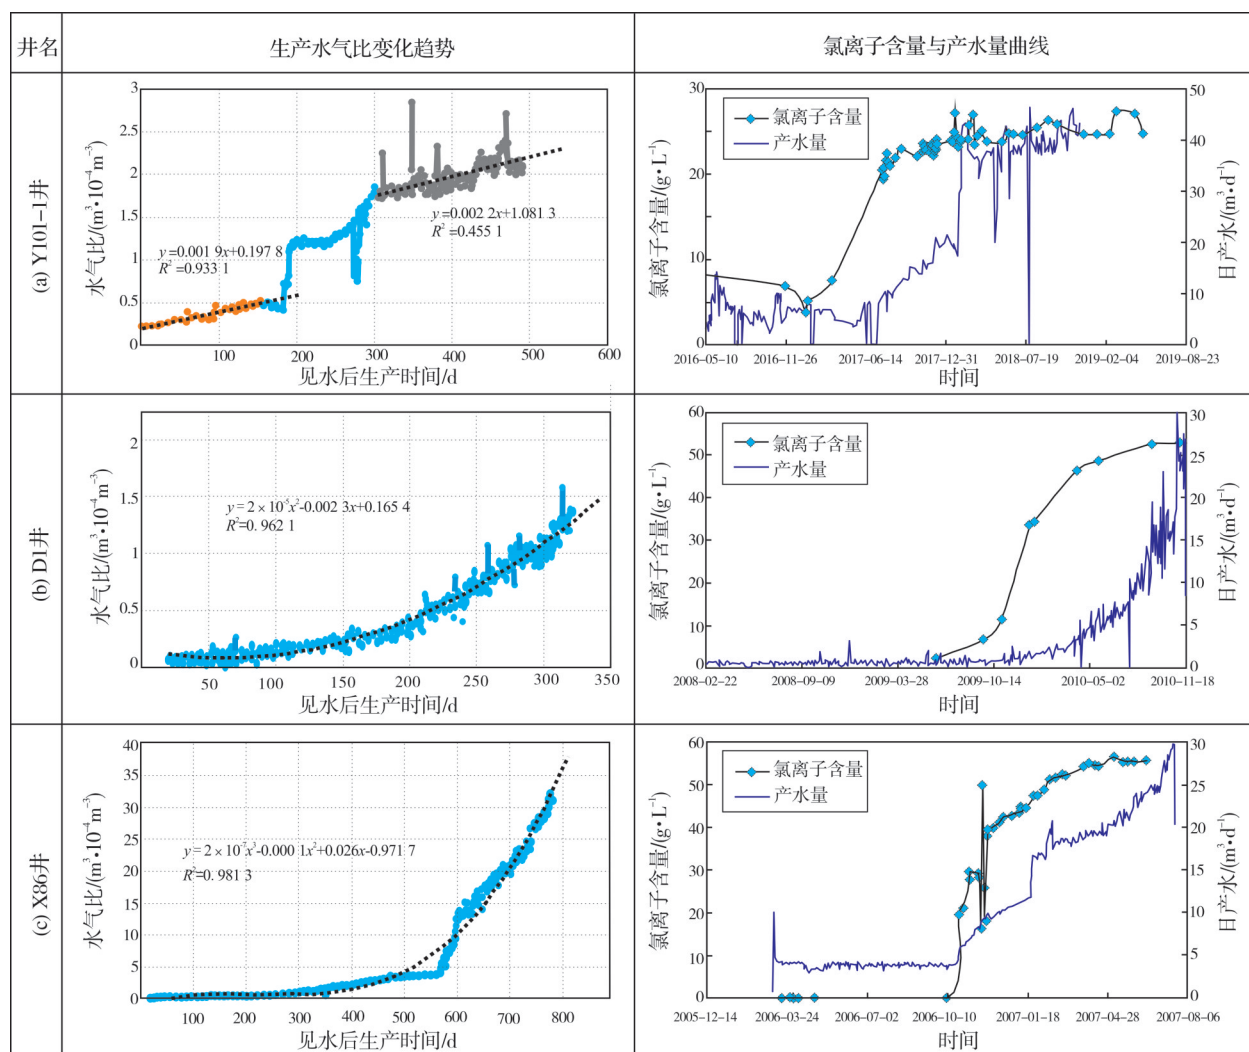 井名
生产水气比变化趋势
氯离子含量与产水量曲线
(a) Y101-1井
水气比/(m³•10⁻⁴m⁻³)
3
2.5
2
1.5
1
0.5
0
y=0.001 9x+0.197 8
R²=0.933 1
y=0.002 2x+1.081 3
R²=0.455 1
100
200
300
400
500
600
见水后生产时间/d
氯离子含量/(g•L⁻¹)
30
20
10
0
氯离子含量
产水量
50
40
30
20
10
0
日产水/(m³•d⁻¹)
2016-05-10
2016-11-26
2017-06-14
2017-12-31
2018-07-19
2019-02-04
2019-08-23
时间
(b) D1井
水气比/(m³•10⁻⁴m⁻³)
2
1.5
1
0.5
0
y=2×10⁻⁵x²-0.002 3x+0.165 4
R²=0.962 1
50
100
150
200
250
300
350
见水后生产时间/d
氯离子含量/(g•L⁻¹)
60
50
40
30
20
10
0
氯离子含量
产水量
30
25
20
15
10
5
0
日产水/(m³•d⁻¹)
2008-02-22
2008-09-09
2009-03-28
2009-10-14
2010-05-02
2010-11-18
时间
(c) X86井
水气比/(m³•10⁻⁴m⁻³)
40
35
30
25
20
15
10
5
0
y=2×10⁻⁷x³-0.000 1x²+0.026x-0.971 7
R²=0.981 3
100
200
300
400
500
600
700
800
见水后生产时间/d
氯离子含量/(g•L⁻¹)
60
50
40
30
20
10
0
氯离子含量
产水量
30
25
20
15
10
5
0
日产水/(m³•d⁻¹)
2005-12-14
2006-03-24
2006-07-02
2006-10-10
2007-01-18
2007-04-28
2007-08-06
时间